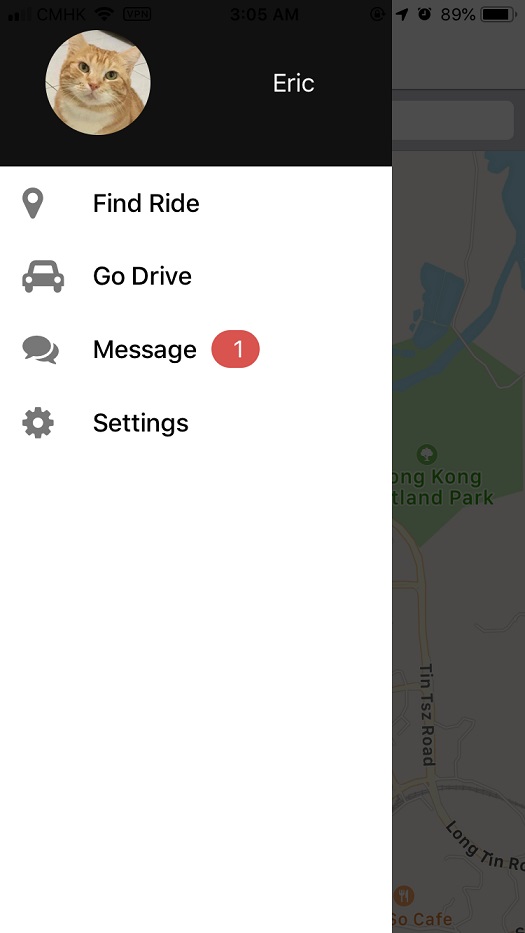 CMHK VPN 3:05 AM 89%
Eric
Find Ride
Go Drive
Message 1
Settings
ong Kong
tland Park
Tin Tsz Road
Long Tin Ro
So Cafe